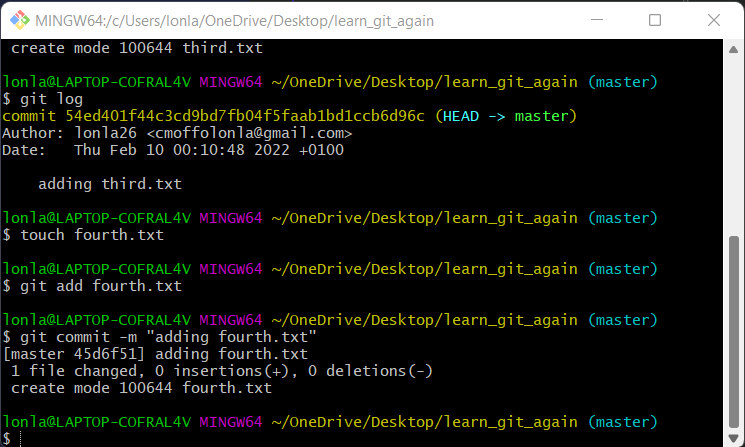 MINGW64:/c/Users/lonla/OneDrive/Desktop/learn_git_again
create mode 100644 third.txt
lonla@LAPTOP-COFRAL4V MINGW64 ~/OneDrive/Desktop/learn_git_again (master)
$ git log
commit 54ed401f44c3cd9bd7fb04f5faab1bd1ccb6d96c (HEAD -> master)
Author: lonla26 <cmoffolonla@gmail.com>
Date:   Thu Feb 10 00:10:48 2022 +0100
    adding third.txt
lonla@LAPTOP-COFRAL4V MINGW64 ~/OneDrive/Desktop/learn_git_again (master)
$ touch fourth.txt
lonla@LAPTOP-COFRAL4V MINGW64 ~/OneDrive/Desktop/learn_git_again (master)
$ git add fourth.txt
lonla@LAPTOP-COFRAL4V MINGW64 ~/OneDrive/Desktop/learn_git_again (master)
$ git commit -m "adding fourth.txt"
[master 45d6f51] adding fourth.txt
 1 file changed, 0 insertions(+), 0 deletions(-)
 create mode 100644 fourth.txt
lonla@LAPTOP-COFRAL4V MINGW64 ~/OneDrive/Desktop/learn_git_again (master)
$